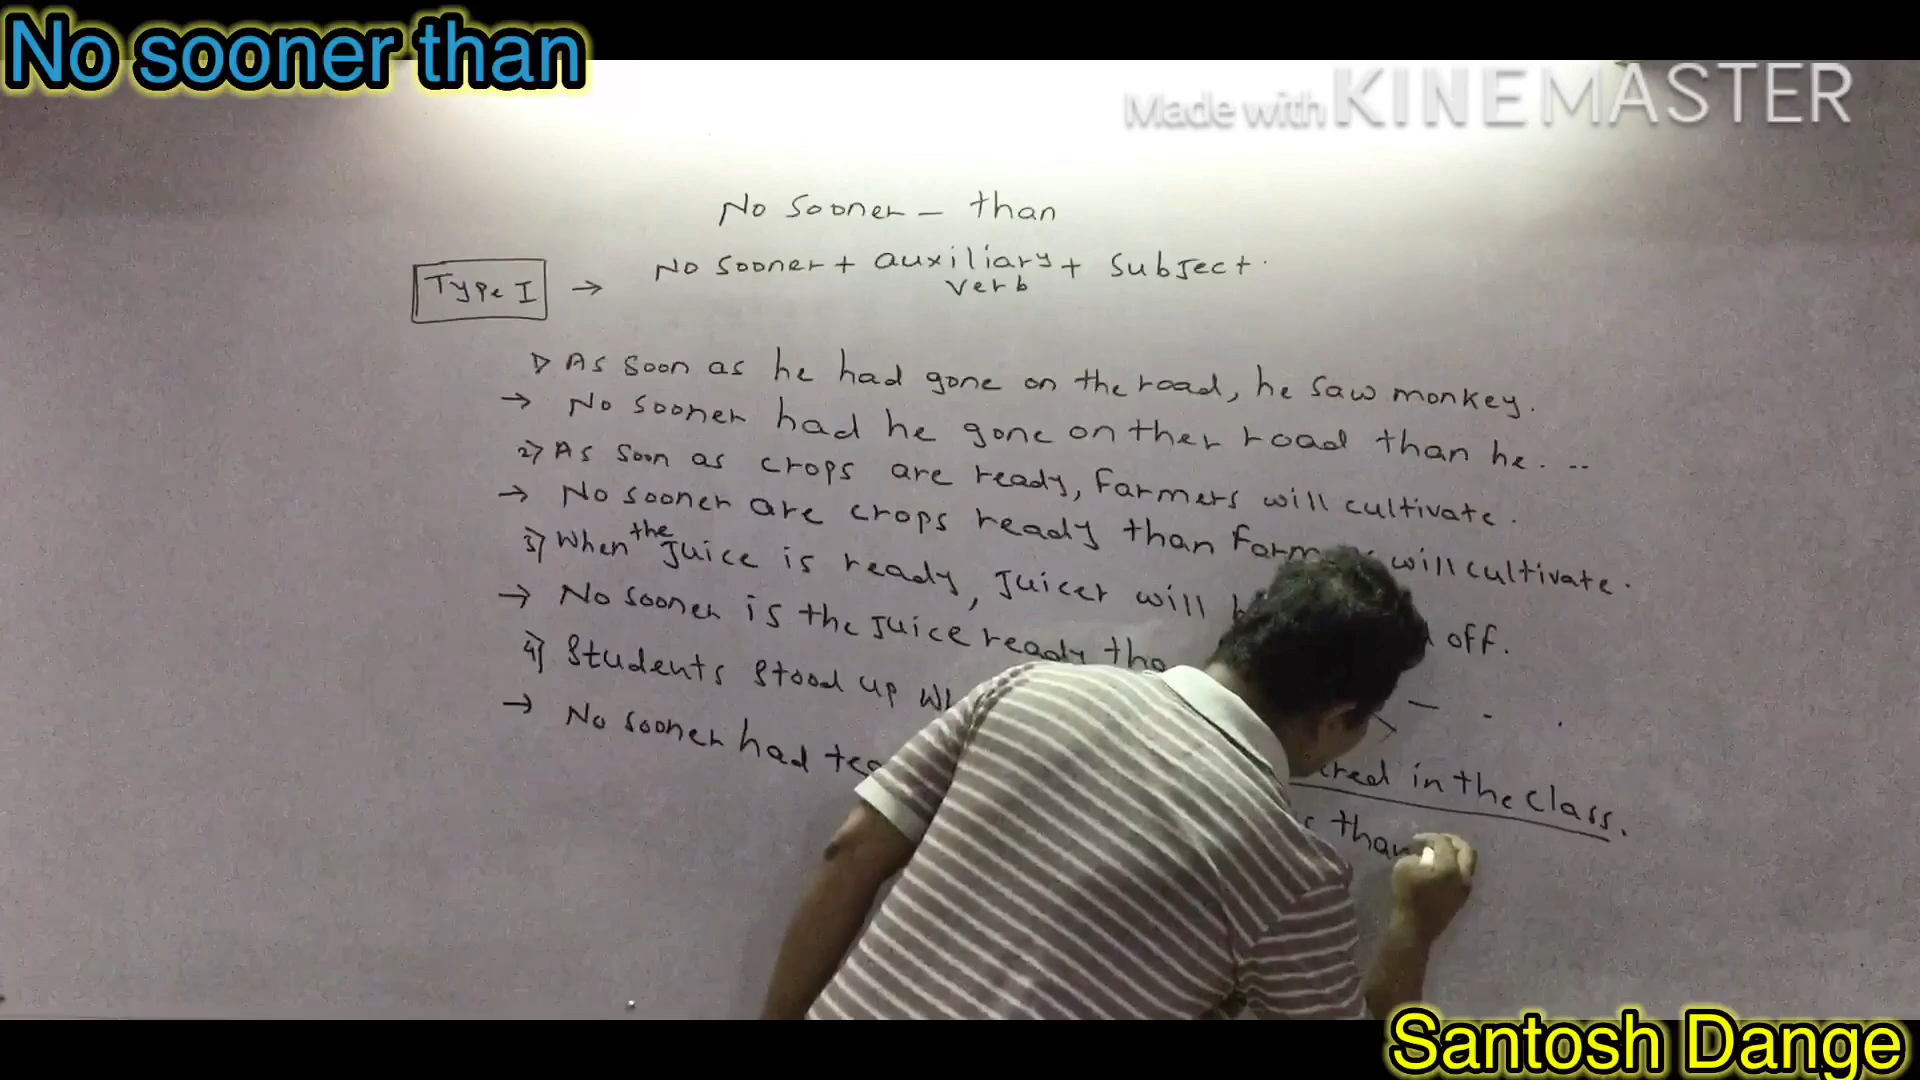 No sooner than
Made with KINEMASTER
No sooner - than
No sooner + auxiliary + subject.
verb
Type I →
1) As soon as he had gone on the road, he saw monkey.
→ No sooner had he gone on ther road than he. --
2) As soon as crops are ready, farmers will cultivate.
→ No sooner are crops ready than will cultivate.
3) When the juice is ready, juicer will off.
→ No sooner is the juice ready
4) Students stood up in the class.
→ No sooner had than
Santosh Dange